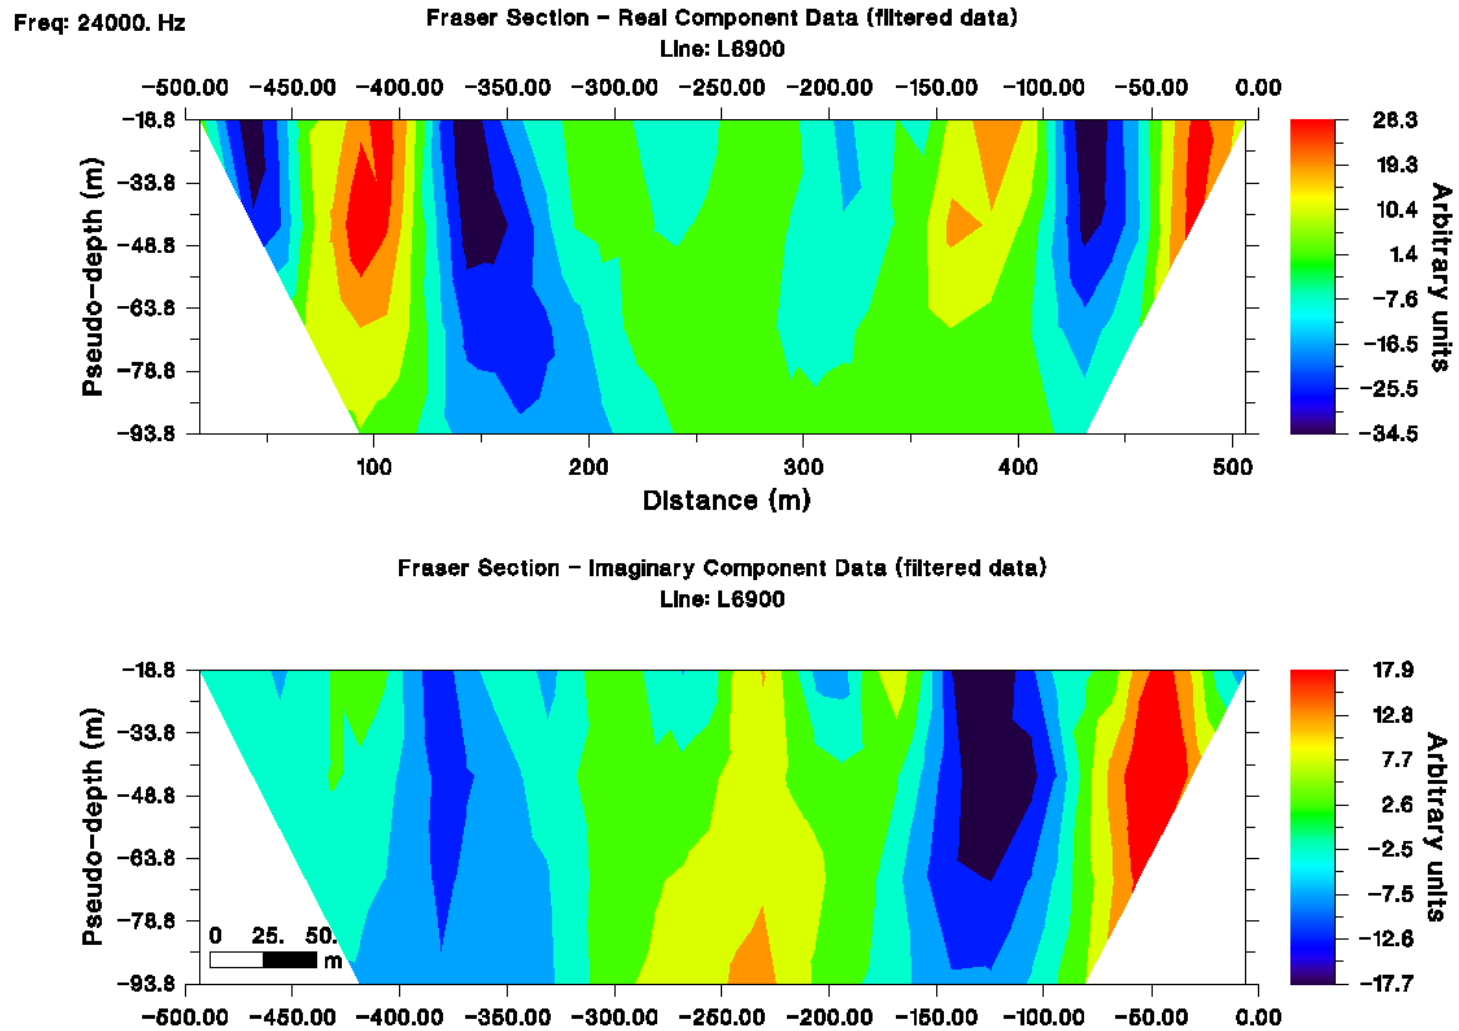 Freq: 24000. Hz
Fraser Section - Real Component Data (filtered data)
Line: L6900
-500.00 -450.00 -400.00 -350.00 -300.00 -250.00 -200.00 -150.00 -100.00 -50.00 0.00
Pseudo-depth (m)
-18.8
-33.8
-48.8
-63.8
-78.8
-93.8
100 200 300 400 500
Distance (m)
28.3
19.3
10.4
1.4
-7.6
-16.5
-25.5
-34.5
Arbitrary units
Fraser Section - Imaginary Component Data (filtered data)
Line: L6900
Pseudo-depth (m)
-18.8
-33.8
-48.8
-63.8
-78.8
-93.8
0 25. 50.
m
-500.00 -450.00 -400.00 -350.00 -300.00 -250.00 -200.00 -150.00 -100.00 -50.00 0.00
17.9
12.8
7.7
2.6
-2.5
-7.5
-12.6
-17.7
Arbitrary units